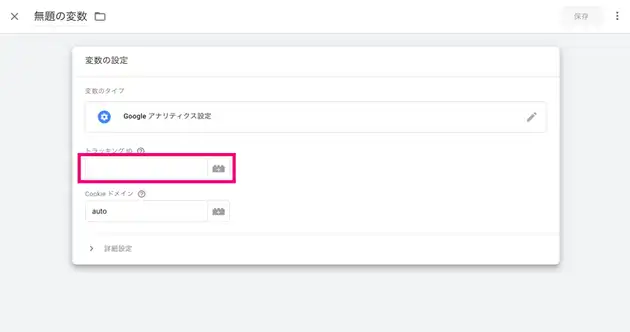 無題の変数
保存
変数の設定
変数のタイプ
Google アナリティクス設定
トラッキング ID
Cookie ドメイン
auto
詳細設定